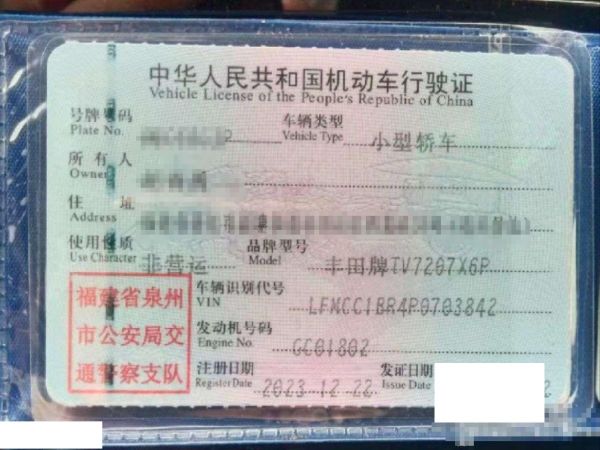 中华人民共和国机动车行驶证
Vehicle License of the People's Republic of China
号牌号码
Plate No.
车辆类型 小型轿车
Vehicle Type
所有人
Owner
住址
Address
使用性质 非营运
Use Character
品牌型号 丰田牌TV7207X6P
Model
福建省泉州
市公安局交
通警察支队
车辆识别代号
VIN LFMCC1BR4P0703842
发动机号码
Engine No. GC01802
注册日期
Register Date 2023-12-22
发证日期
Issue Date